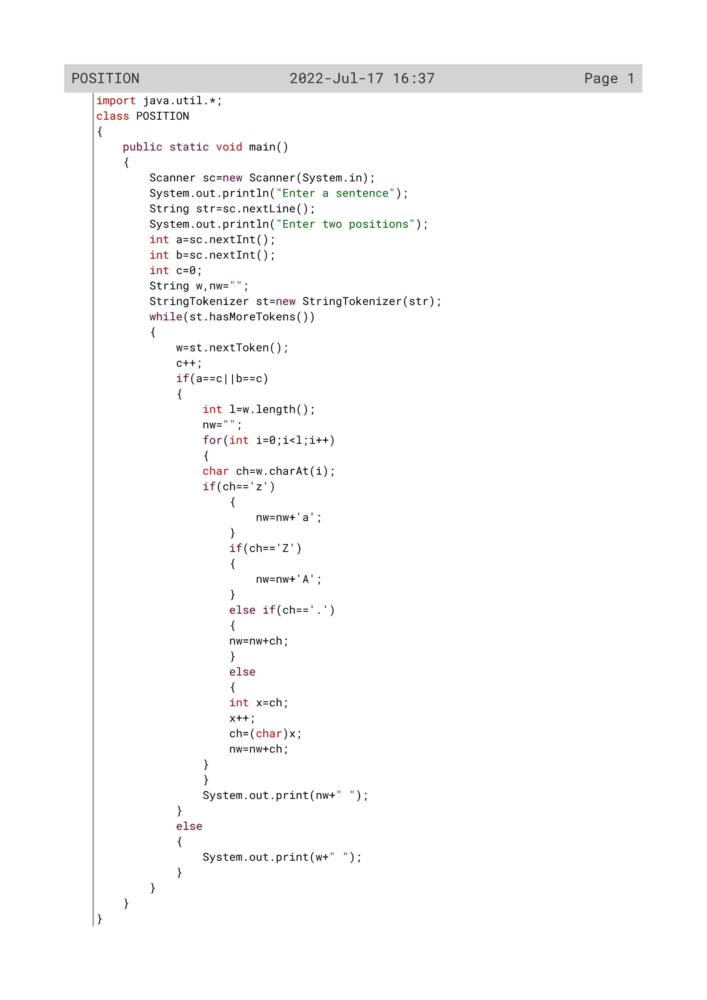 POSITION 2022-Jul-17 16:37 Page 1
import java.util.*;
class POSITION
{
    public static void main()
    {
        Scanner sc=new Scanner(System.in);
        System.out.println("Enter a sentence");
        String str=sc.nextLine();
        System.out.println("Enter two positions");
        int a=sc.nextInt();
        int b=sc.nextInt();
        int c=0;
        String w,nw="";
        StringTokenizer st=new StringTokenizer(str);
        while(st.hasMoreTokens())
        {
            w=st.nextToken();
            c++;
            if(a==c||b==c)
            {
                int l=w.length();
                nw="";
                for(int i=0;i<l;i++)
                {
                char ch=w.charAt(i);
                if(ch=='z')
                    {
                        nw=nw+'a';
                    }
                    if(ch=='Z')
                    {
                        nw=nw+'A';
                    }
                    else if(ch=='.')
                    {
                    nw=nw+ch;
                    }
                    else
                    {
                    int x=ch;
                    x++;
                    ch=(char)x;
                    nw=nw+ch;
                }
                }
                System.out.print(nw+" ");
            }
            else
            {
                System.out.print(w+" ");
            }
        }
    }
}